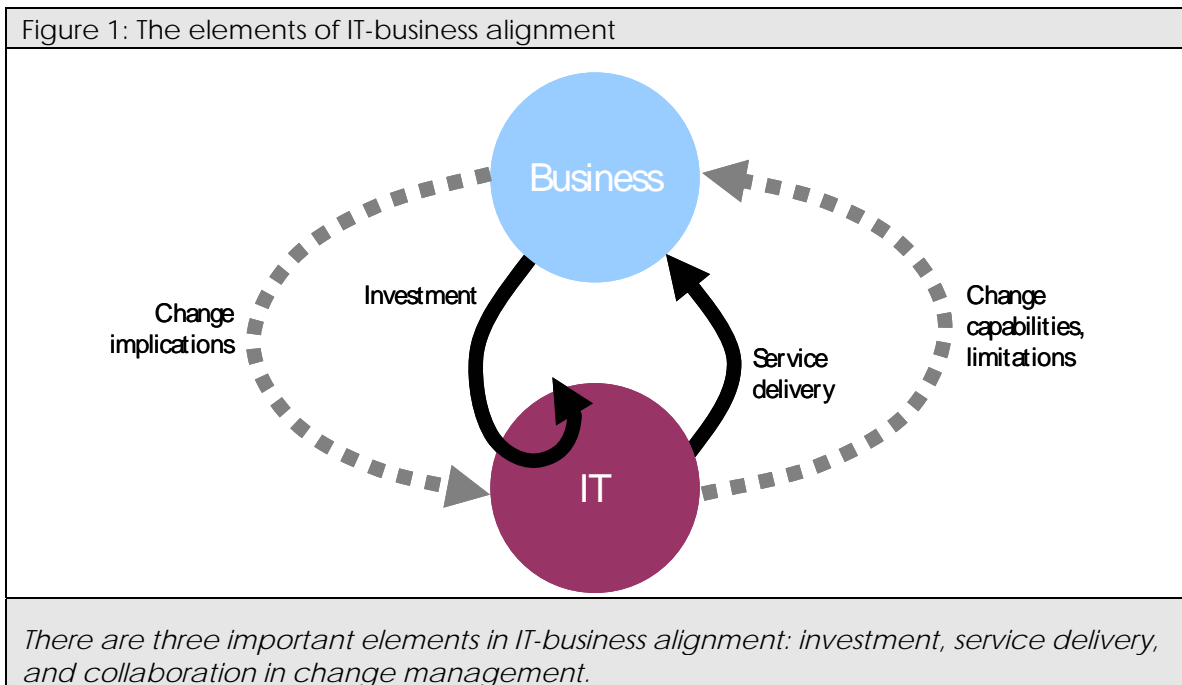 Figure 1: The elements of IT-business alignment
Business
Investment
Change
implications
Change
capabilities,
limitations
Service
delivery
IT
There are three important elements in IT-business alignment: investment, service delivery,
and collaboration in change management.